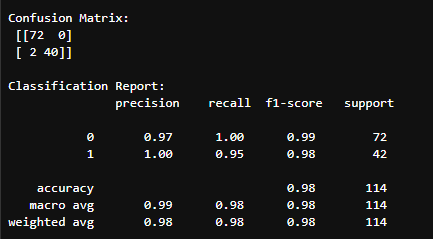 Confusion Matrix:
[[72  0]
 [ 2 40]]
Classification Report:
              precision    recall  f1-score   support
           0       0.97      1.00      0.99        72
           1       1.00      0.95      0.98        42
    accuracy                           0.98       114
   macro avg       0.99      0.98      0.98       114
weighted avg       0.98      0.98      0.98       114